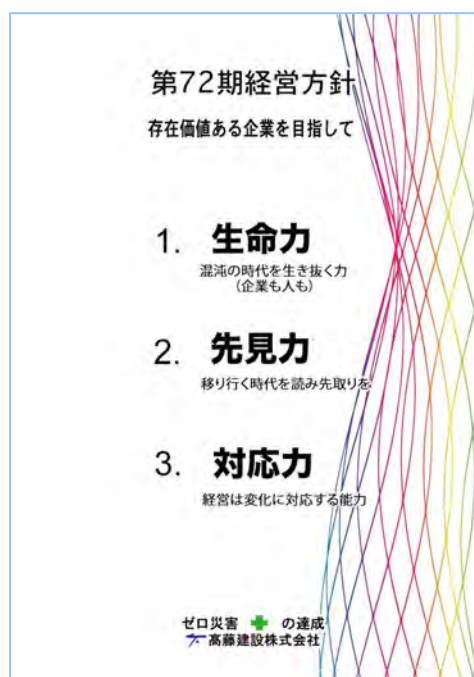 第72期経営方針
存在価値ある企業を目指して
1. 生命力
混沌の時代を生き抜く力
(企業も人も)
2. 先見力
移り行く時代を読み先取りを
3. 対応力
経営は変化に対応する能力
ゼロ災害 の達成
髙藤建設株式会社